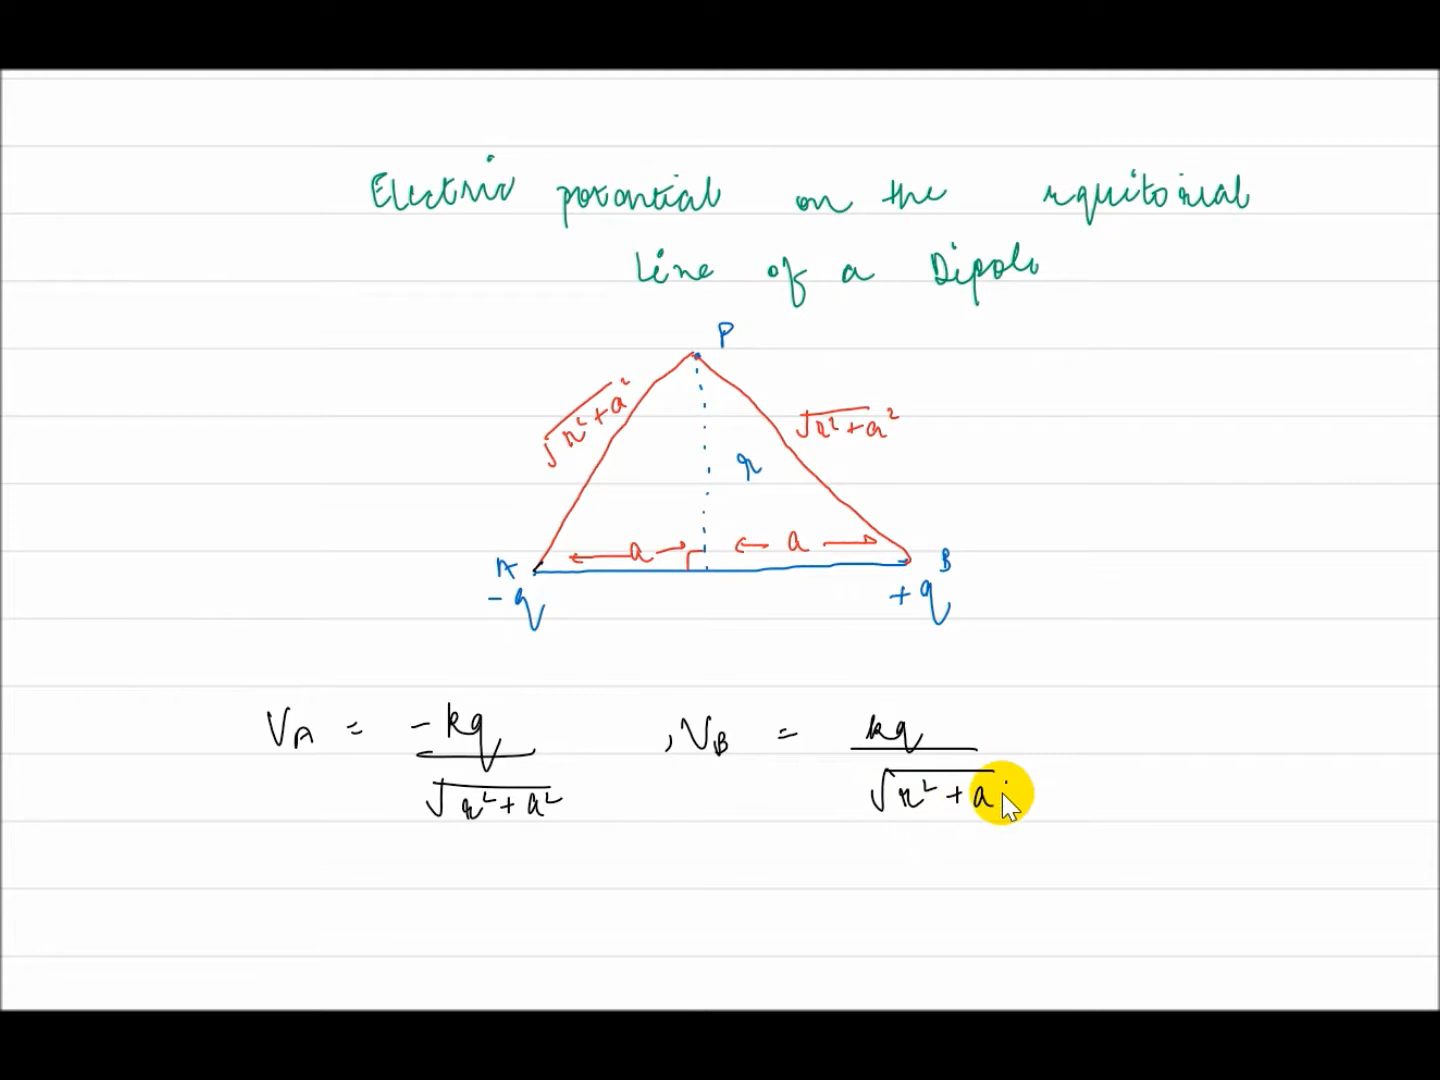 Electric potential on the equitorial
Line of a Dipole
P
√r²+a²
√r²+a²
r
a
a
A
B
-q
+q
V_A = -kq/√r²+a² , V_B = kq/√r²+a